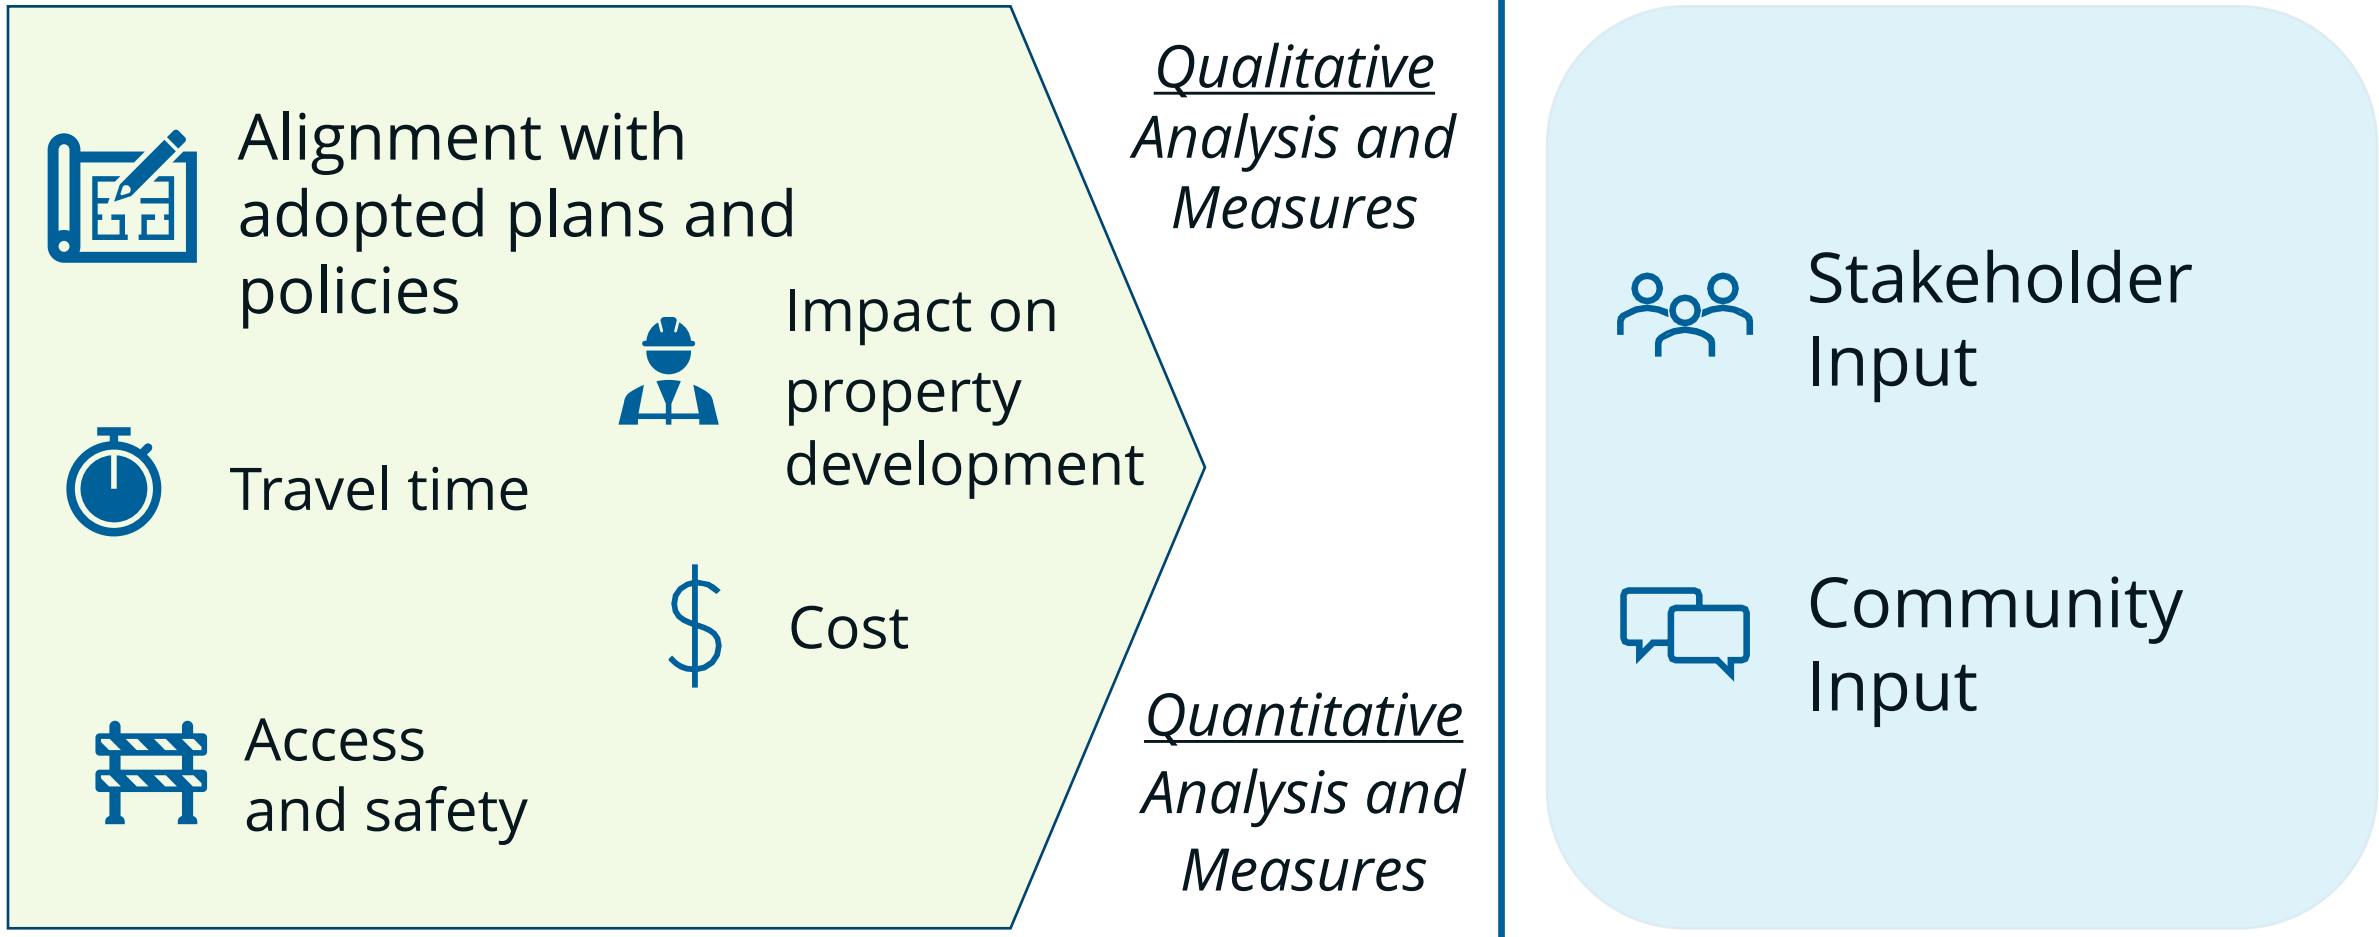 Alignment with
adopted plans and
policies
Impact on
property
development
Travel time
Cost
Access
and safety
Qualitative
Analysis and
Measures
Quantitative
Analysis and
Measures
Stakeholder
Input
Community
Input